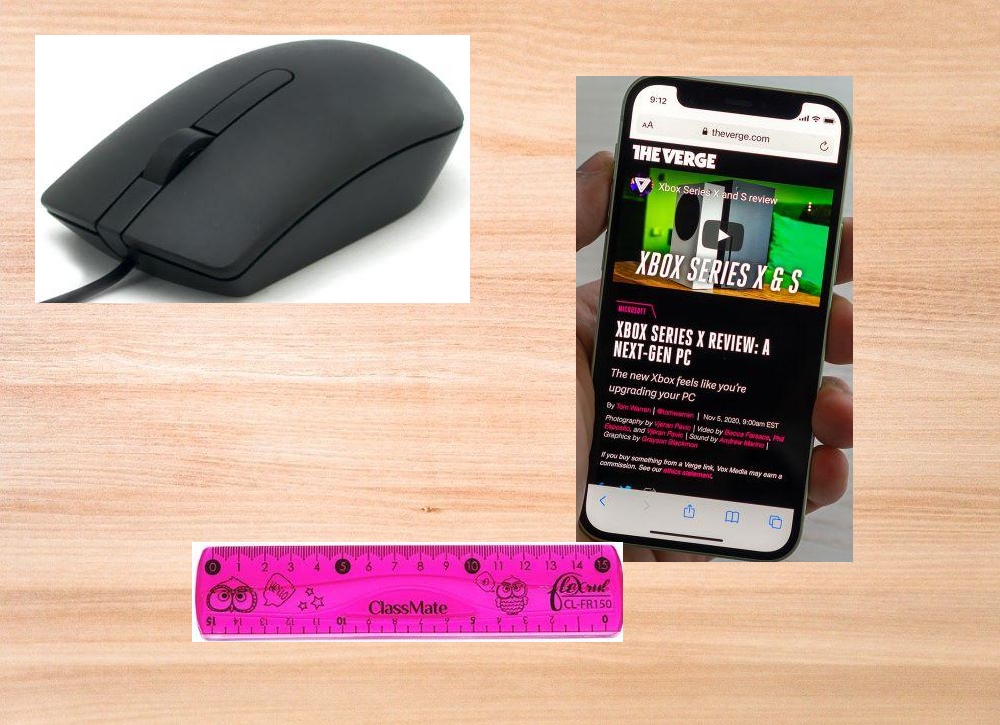 9:12
AA
theverge.com
THE VERGE
Xbox Series X and S review
XBOX SERIES X & S
MICROSOFT
XBOX SERIES X REVIEW: A
NEXT-GEN PC
The new Xbox feels like you're
upgrading your PC
By Tom Warren | @tomwarren | Nov 5, 2020, 9:00am EST
Photography by Vjeran Pavic | Video by Becca Farsace, Phil
Esposito, and Vjeran Pavic | Sound by Andrew Marino |
Graphics by Grayson Blackmon
If you buy something from a Verge link, Vox Media may earn a
commission. See our ethics statement.
0 1 2 3 4 5 6 7 8 9 10 11 12 13 14 15
flexrul
ClassMate
CL-FR150
15 14 13 12 11 10 9 8 7 6 5 4 3 2 1 0